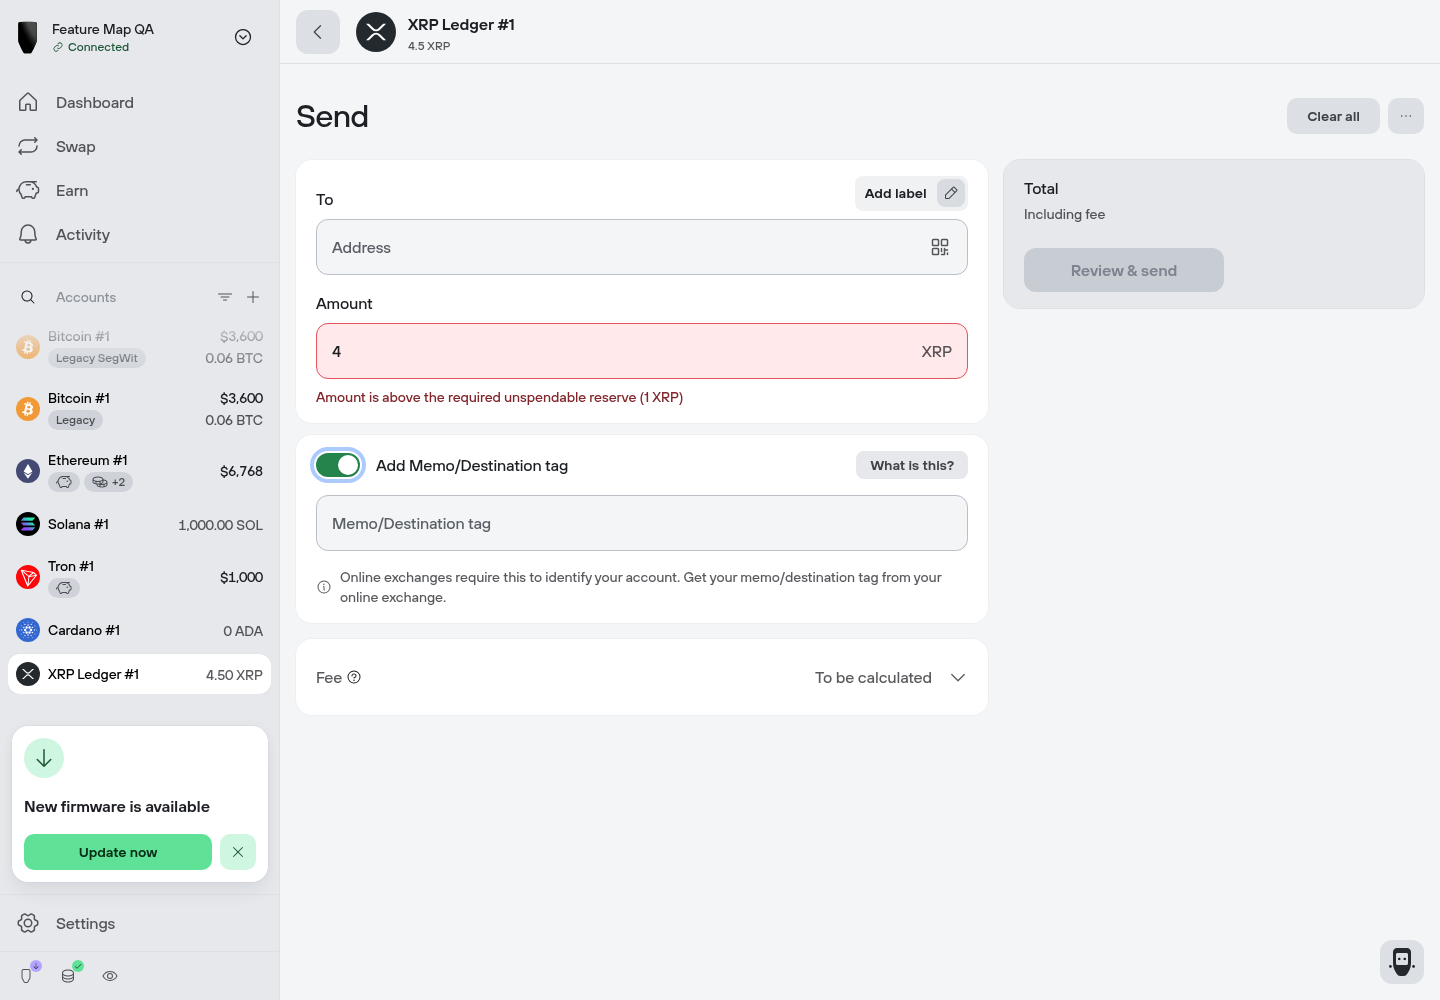 Feature Map QA
Connected
Dashboard
Swap
Earn
Activity
Accounts
Bitcoin #1 $3,600
Legacy SegWit 0.06 BTC
Bitcoin #1 $3,600
Legacy 0.06 BTC
Ethereum #1 $6,768
+2
Solana #1 1,000.00 SOL
Tron #1 $1,000
Cardano #1 0 ADA
XRP Ledger #1 4.50 XRP
New firmware is available
Update now
Settings
XRP Ledger #1
4.5 XRP
Send
Clear all
To
Add label
Address
Amount
4 XRP
Amount is above the required unspendable reserve (1 XRP)
Add Memo/Destination tag
What is this?
Memo/Destination tag
Online exchanges require this to identify your account. Get your memo/destination tag from your
online exchange.
Fee
To be calculated
Total
Including fee
Review & send